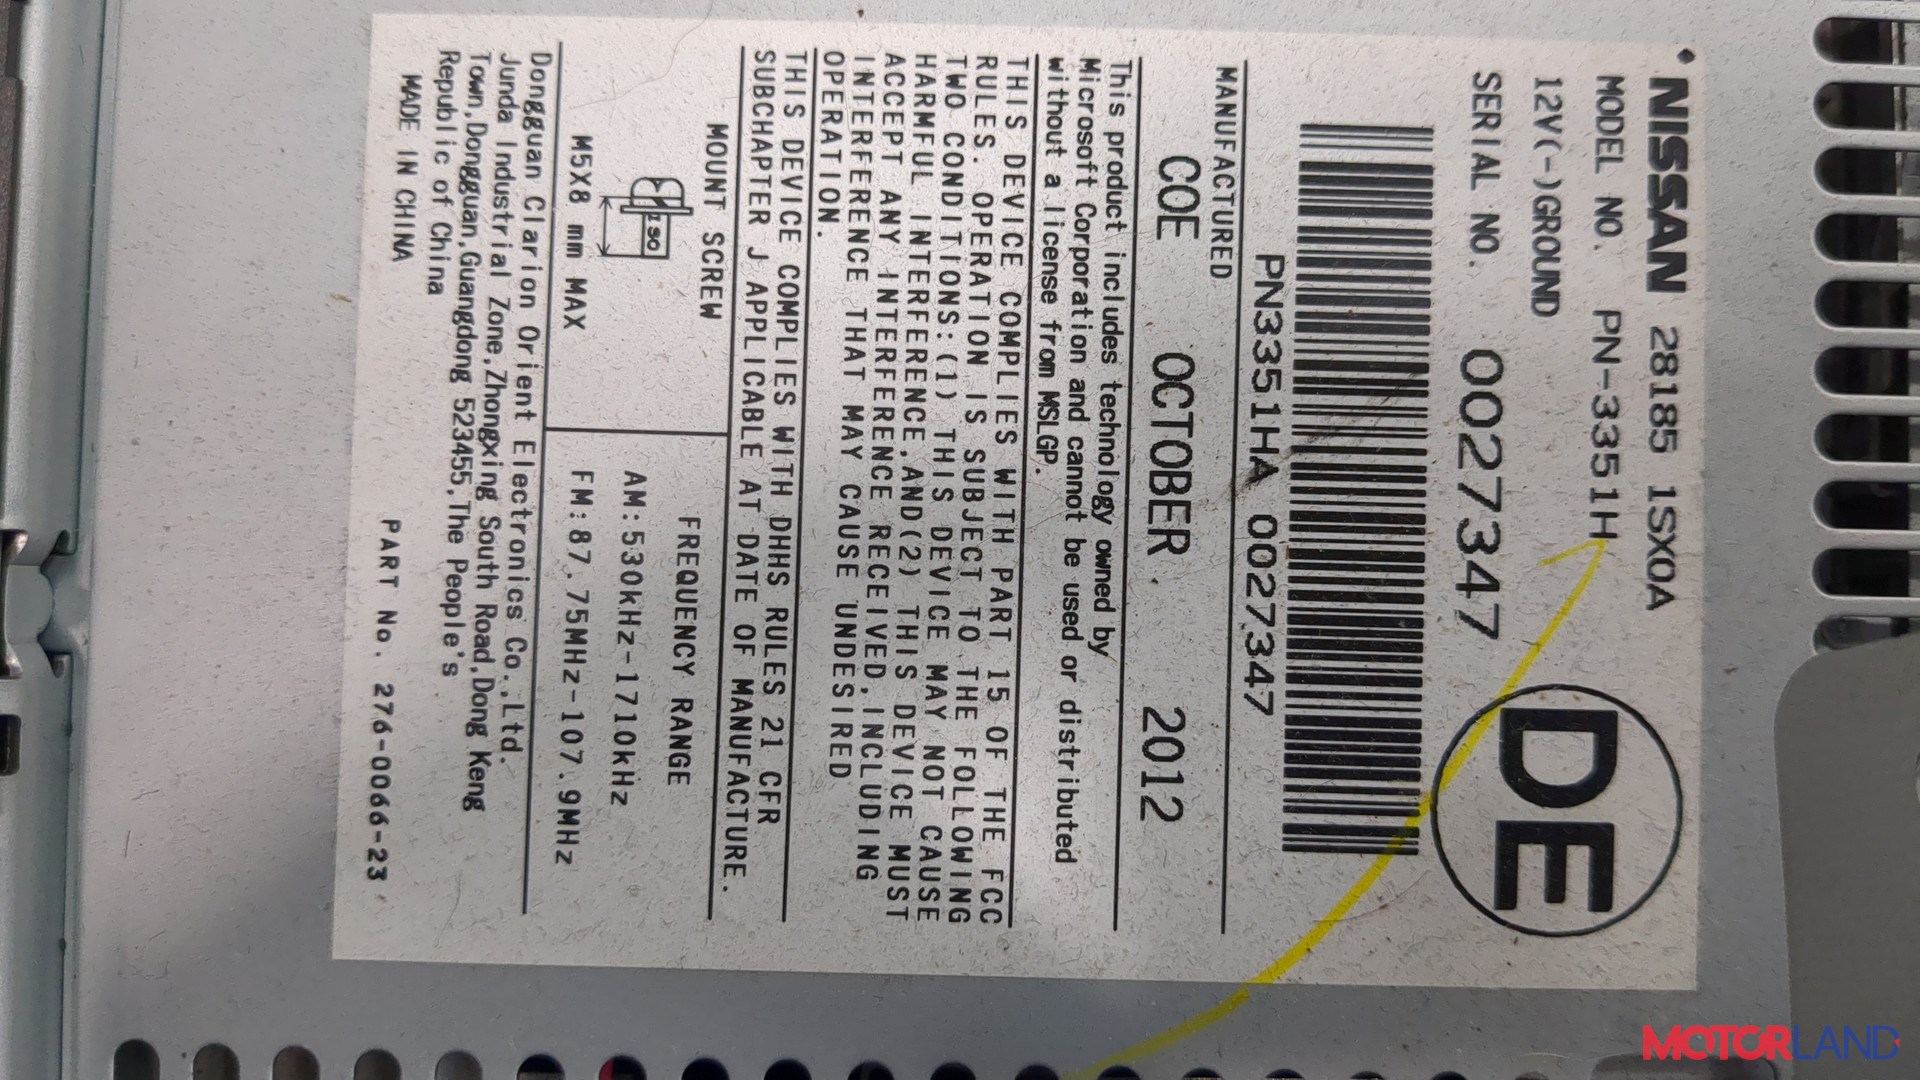 NISSAN 28185 1SX0A
MODEL NO. PN-3351H
12V(-)GROUND
SERIAL NO. 0027347
DE
PN3351HA 0027347
MANUFACTURED
COE OCTOBER. 2012
This product includes technology owned by
Microsoft Corporation and cannot be used or distributed
without a license from MSLGP.
THIS DEVICE COMPLIES WITH PART 15 OF THE FCC
RULES. OPERATION IS SUBJECT TO THE FOLLOWING
TWO CONDITIONS:(1) THIS DEVICE MAY NOT CAUSE
HARMFUL INTERFERENCE,AND(2) THIS DEVICE MUST
ACCEPT ANY INTERFERENCE RECEIVED,INCLUDING
INTERFERENCE THAT MAY CAUSE UNDESIRED
OPERATION.
THIS DEVICE COMPLIES WITH DHHS RULES 21 CFR
SUBCHAPTER J APPLICABLE AT DATE OF MANUFACTURE.
MOUNT SCREW
ISO
M5X8 mm MAX
FREQUENCY RANGE
AM:530kHz-1710kHz
FM:87.75MHz-107.9MHz
Dongguan Clarion Orient Electronics Co.,Ltd.
Junda Industrial Zone,Zhongxing South Road,Dong Keng
Town,Dongguan,Guangdong 523455,The People's
Republic of China
MADE IN CHINA
PART No. 276-0066-23
MOTORLAND